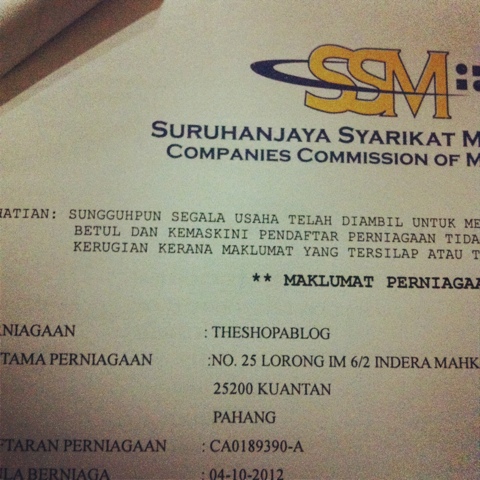 SSM
SURUHANJAYA SYARIKAT M
COMPANIES COMMISSION OF M
HATIAN: SUNGGUHPUN SEGALA USAHA TELAH DIAMBIL UNTUK ME
BETUL DAN KEMASKINI PENDAFTAR PERNIAGAAN TIDA
KERUGIAN KERANA MAKLUMAT YANG TERSILAP ATAU T
** MAKLUMAT PERNIAGAA
RNIAGAAN : THESHOPABLOG
TAMA PERNIAGAAN :NO. 25 LORONG IM 6/2 INDERA MAHK
25200 KUANTAN
PAHANG
FTARAN PERNIAGAAN : CA0189390-A
ULA BERNIAGA : 04-10-2012